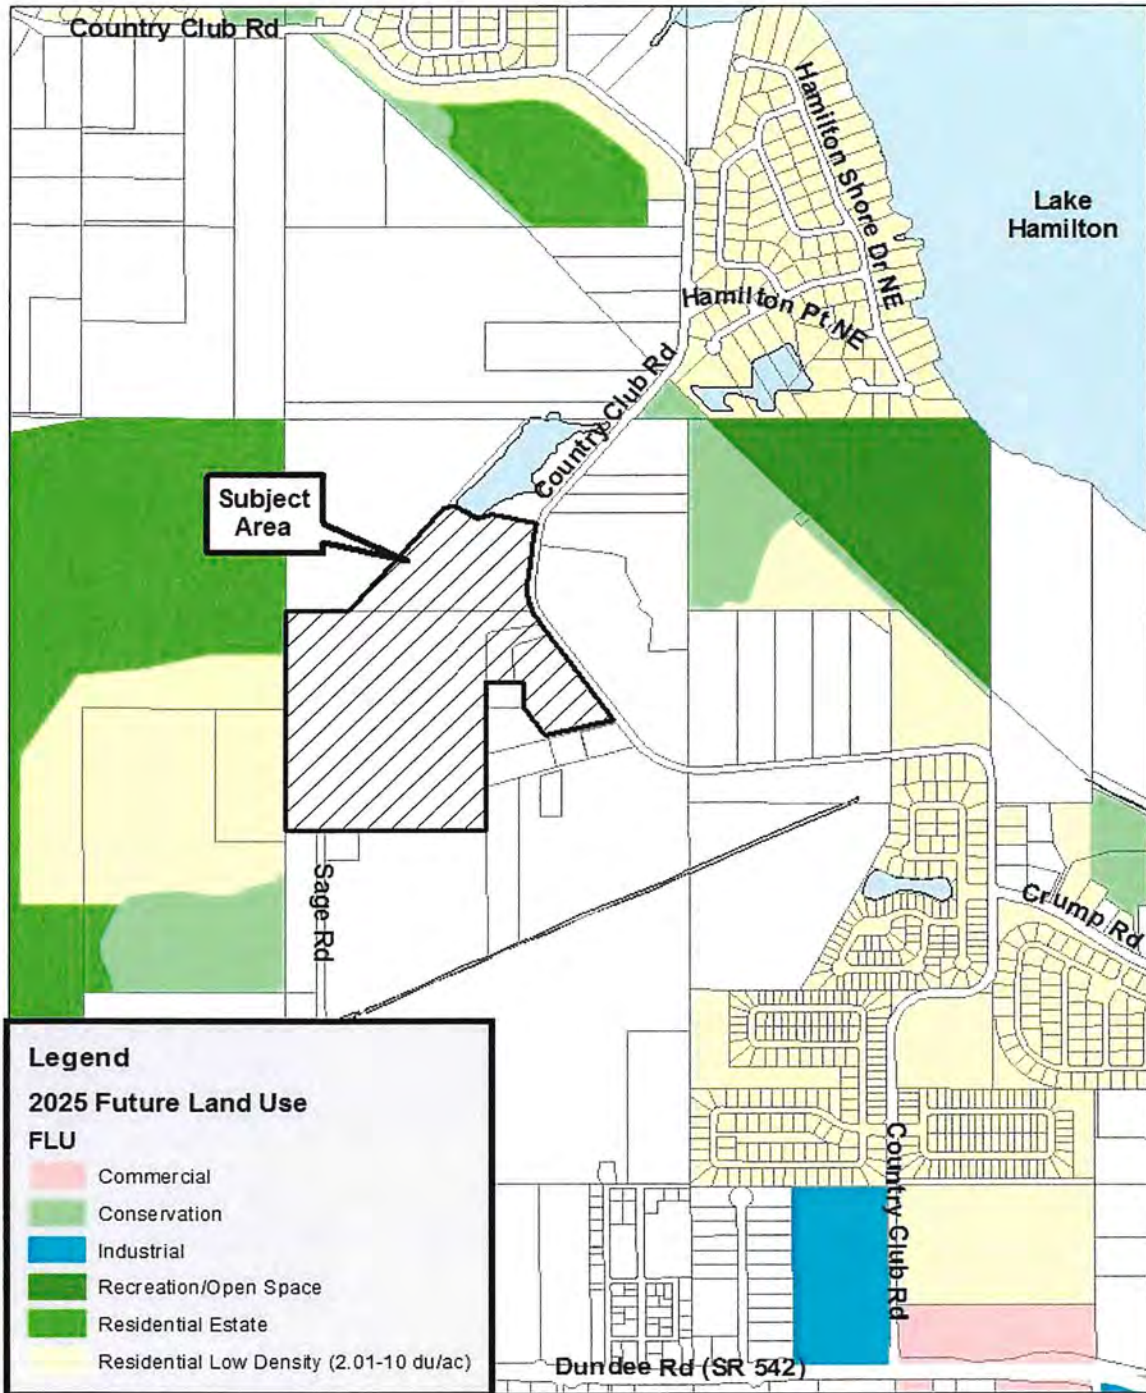 Country Club Rd
Hamilton Shore Dr NE
Lake
Hamilton
Hamilton Pt NE
Country Club Rd
Subject
Area
Sage Rd
Crump Rd
Country Club Rd
Legend
2025 Future Land Use
FLU
Commercial
Conservation
Industrial
Recreation/Open Space
Residential Estate
Residential Low Density (2.01-10 du/ac)
Dundee Rd (SR 542)